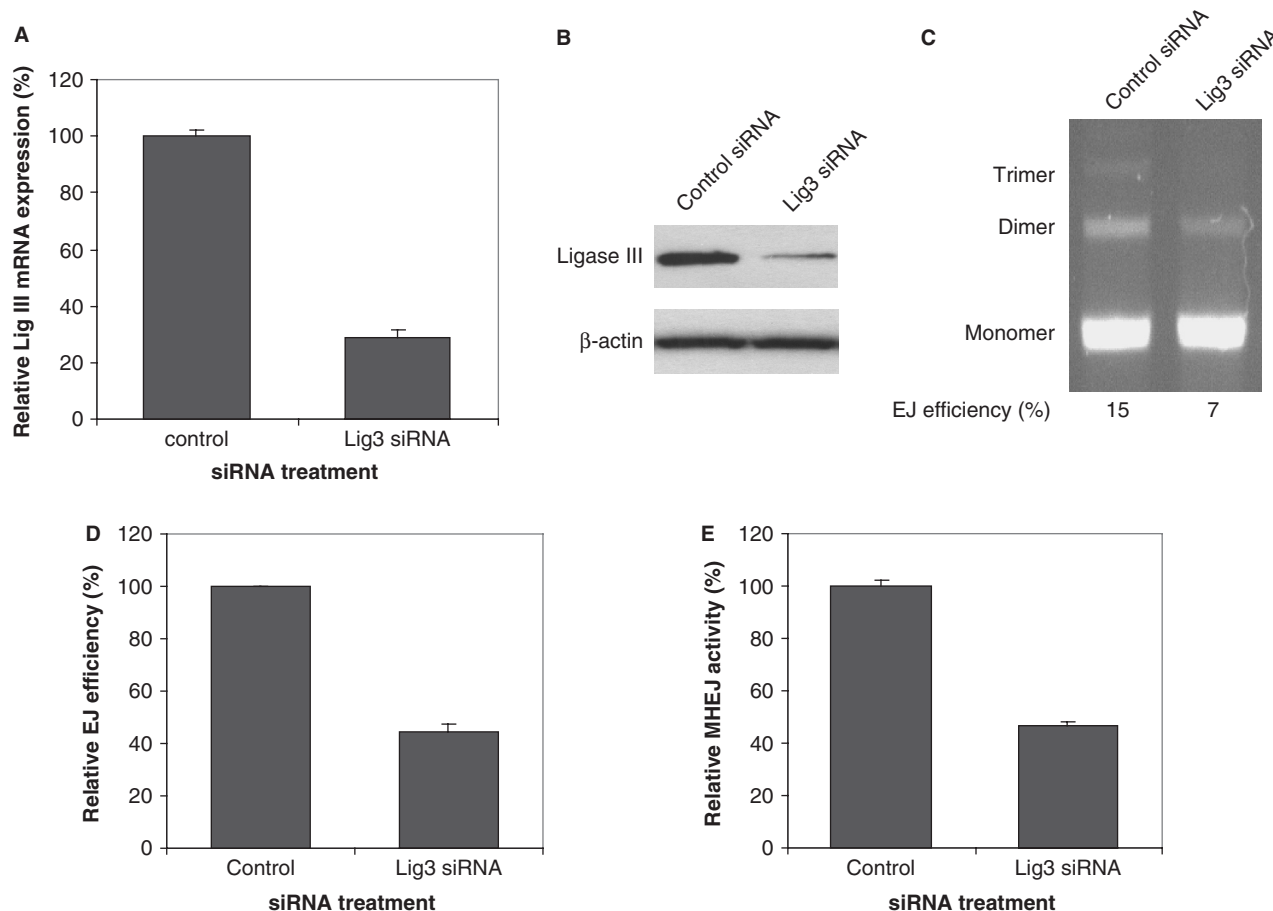 A
Relative Lig III mRNA expression (%)
120
100
80
60
40
20
0
control
Lig3 siRNA
siRNA treatment
B
Control siRNA
Lig3 siRNA
Ligase III
β-actin
C
Control siRNA
Lig3 siRNA
Trimer
Dimer
Monomer
EJ efficiency (%) 15 7
D
Relative EJ efficiency (%)
120
100
80
60
40
20
0
Control
Lig3 siRNA
siRNA treatment
E
Relative MHEJ activity (%)
120
100
80
60
40
20
0
Control
Lig3 siRNA
siRNA treatment